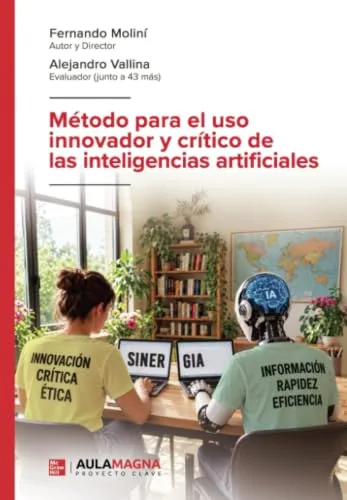 Fernando Moliní
Autor y Director
Alejandro Vallina
Evaluador (junto a 43 más)
Método para el uso
innovador y crítico de
las inteligencias artificiales
IA
INNOVACIÓN
CRÍTICA
ÉTICA
SINER GIA
INFORMACIÓN
RAPIDEZ
EFICIENCIA
Mc
Graw
Hill
AULAMAGNA
PROYECTO CLAVE